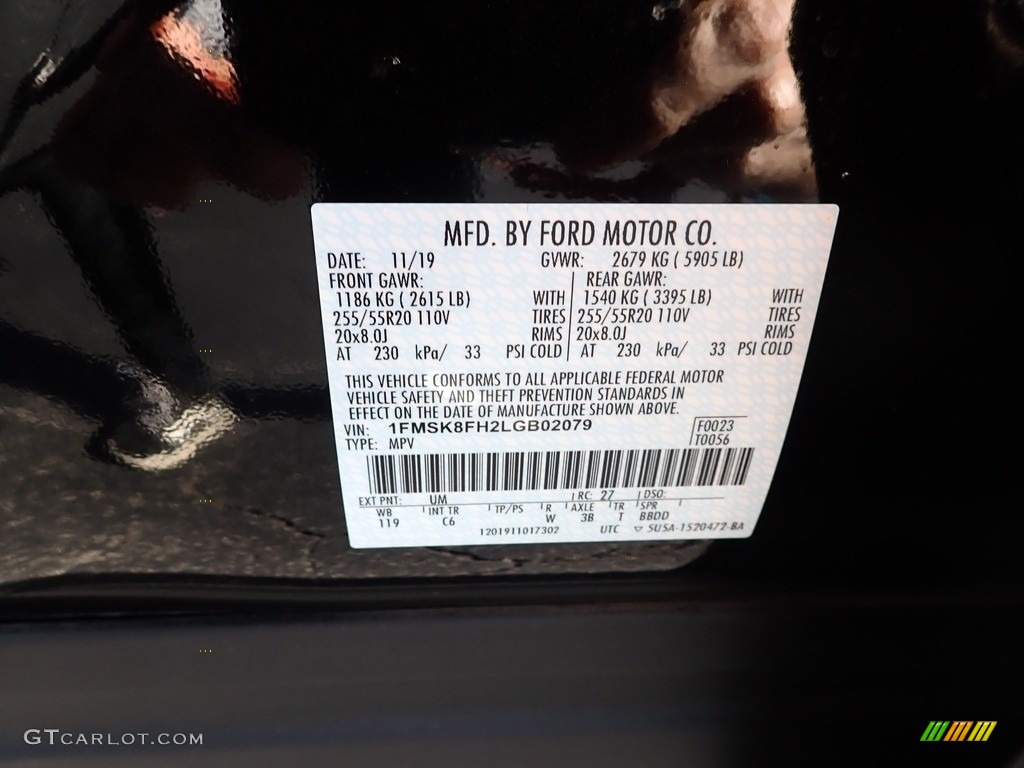 MFD. BY FORD MOTOR CO.
DATE: 11/19 GVWR: 2679 KG ( 5905 LB)
FRONT GAWR: REAR GAWR:
1186 KG ( 2615 LB) WITH 1540 KG ( 3395 LB) WITH
255/55R20 110V TIRES 255/55R20 110V TIRES
20x8.0J RIMS 20x8.0J RIMS
AT 230 kPa/ 33 PSI COLD AT 230 kPa/ 33 PSI COLD
THIS VEHICLE CONFORMS TO ALL APPLICABLE FEDERAL MOTOR
VEHICLE SAFETY AND THEFT PREVENTION STANDARDS IN
EFFECT ON THE DATE OF MANUFACTURE SHOWN ABOVE.
VIN: 1FMSK8FH2LGB02079 F0023
TYPE: MPV T0056
EXT PNT: UM RC: 27 DSO:
WB INT TR TP/PS R AXLE TR SPR
119 C6 W 3B T BBDD
1201911017302 UTC ▽ SUSA-1520472-BA
GTCARLOT.COM